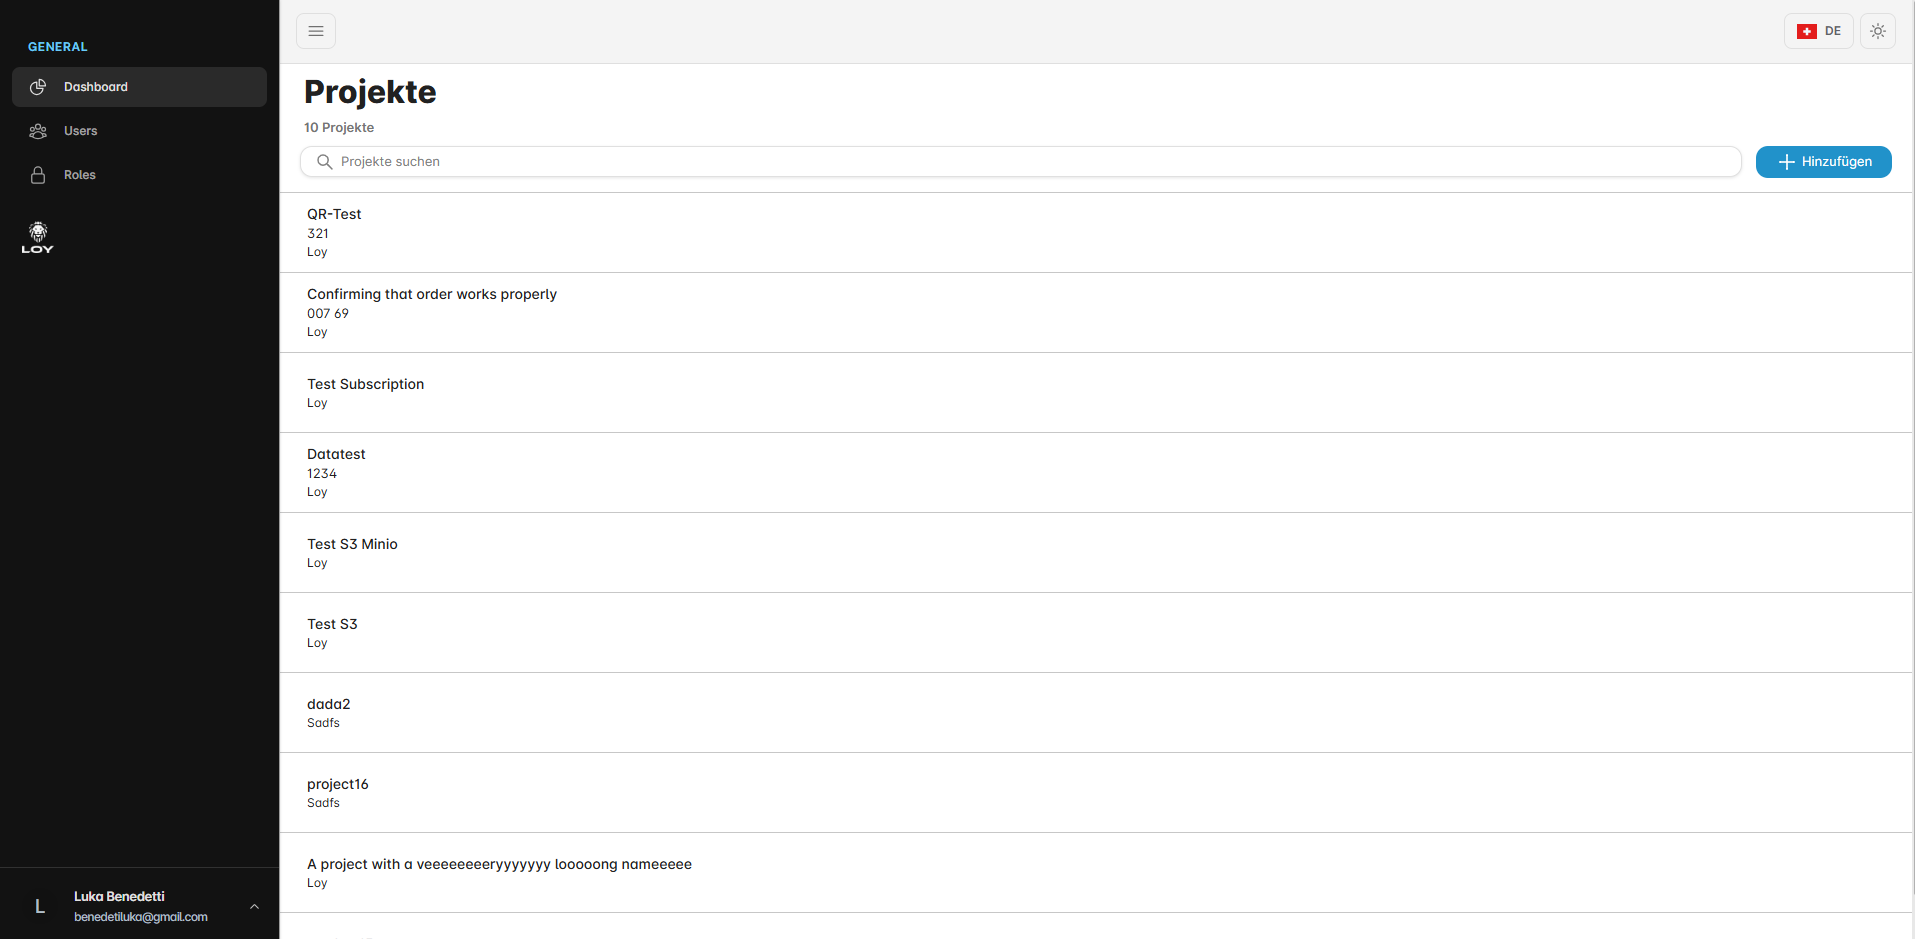 GENERAL
Dashboard
Users
Roles
LOY
Luka Benedetti
L
benedetiluka@gmail.com
DE
Projekte
10 Projekte
Projekte suchen
Hinzufügen
QR-Test
321
Loy
Confirming that order works properly
007 69
Loy
Test Subscription
Loy
Datatest
1234
Loy
Test S3 Minio
Loy
Test S3
Loy
dada2
Sadfs
project16
Sadfs
A project with a veeeeeeeeryyyyyyy looooong nameeeee
Loy